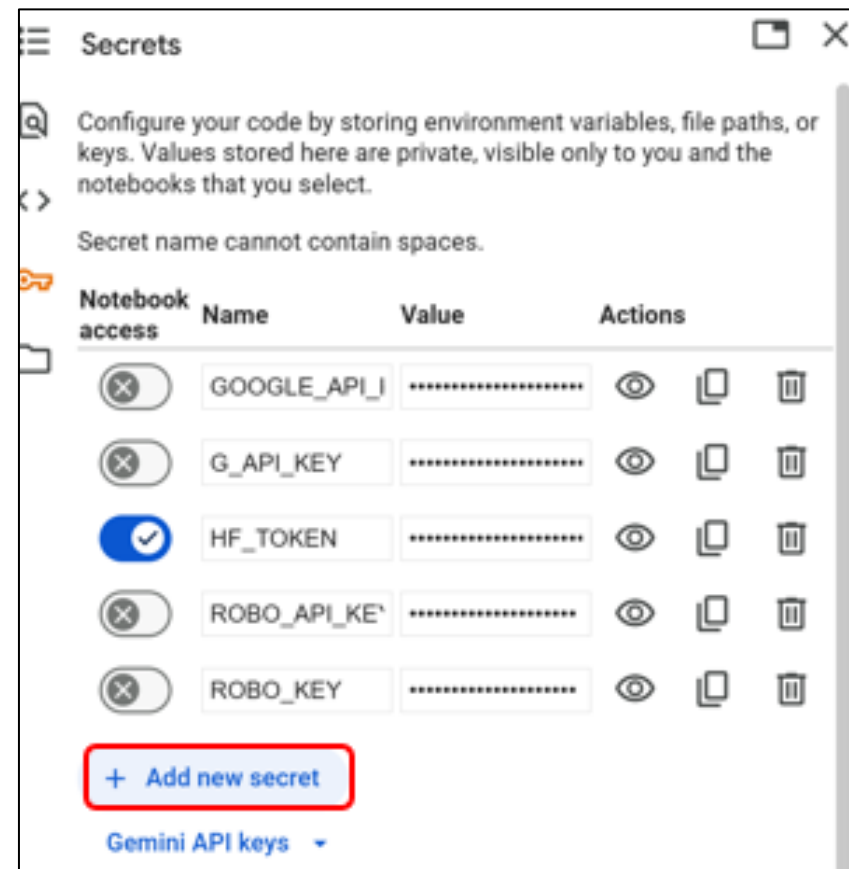 Secrets
Configure your code by storing environment variables, file paths, or
keys. Values stored here are private, visible only to you and the
notebooks that you select.
Secret name cannot contain spaces.
Notebook access Name Value Actions
GOOGLE_API_
G_API_KEY
HF_TOKEN
ROBO_API_KE
ROBO_KEY
+ Add new secret
Gemini API keys